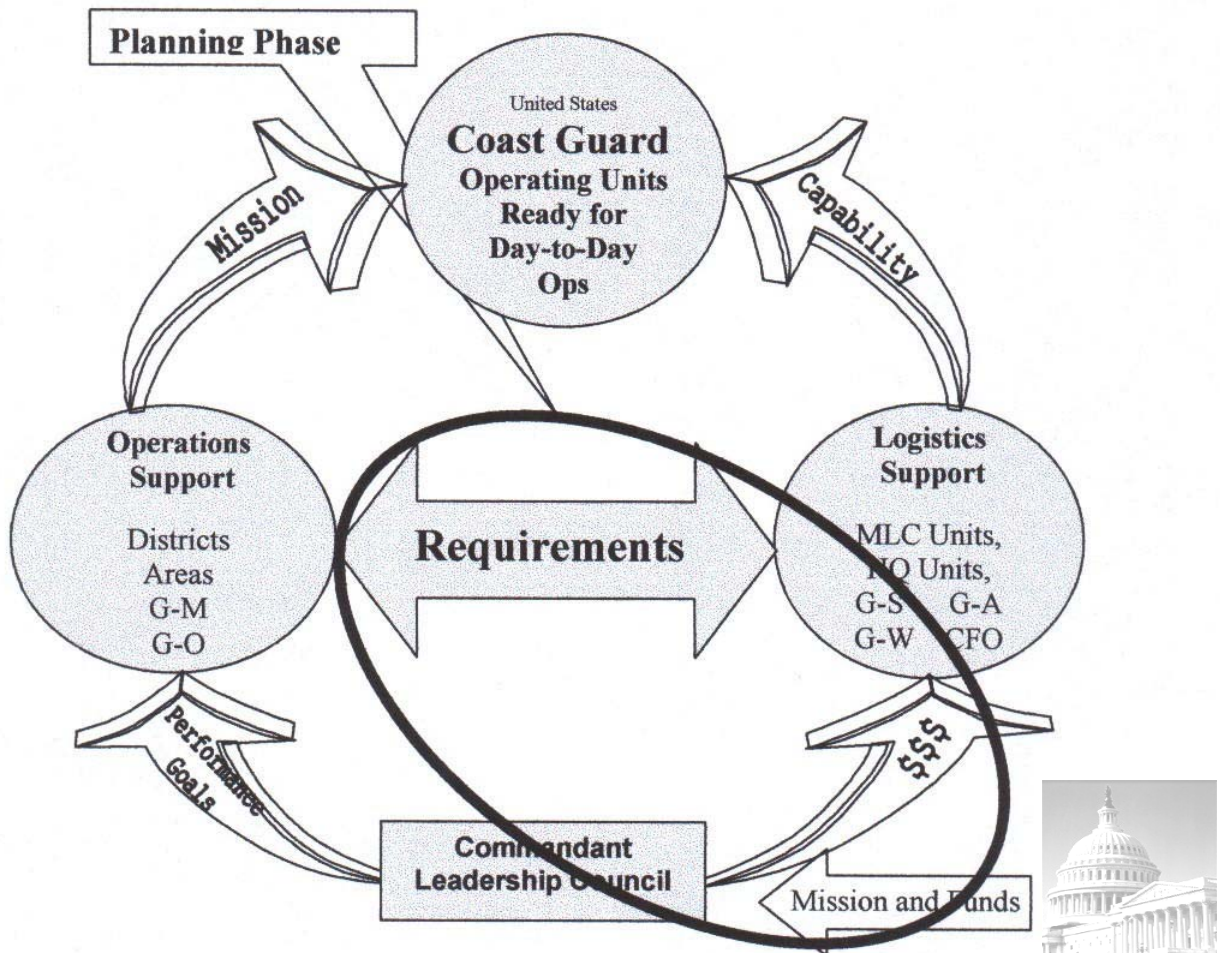 Planning Phase
United States
Coast Guard
Operating Units
Ready for
Day-to-Day
Ops
Mission
Capability
Operations
Support
Districts
Areas
G-M
G-O
Requirements
Logistics
Support
MLC Units,
HQ Units,
G-S G-A
G-W CFO
Performance
Goals
$$$
Commandant
Leadership Council
Mission and Funds